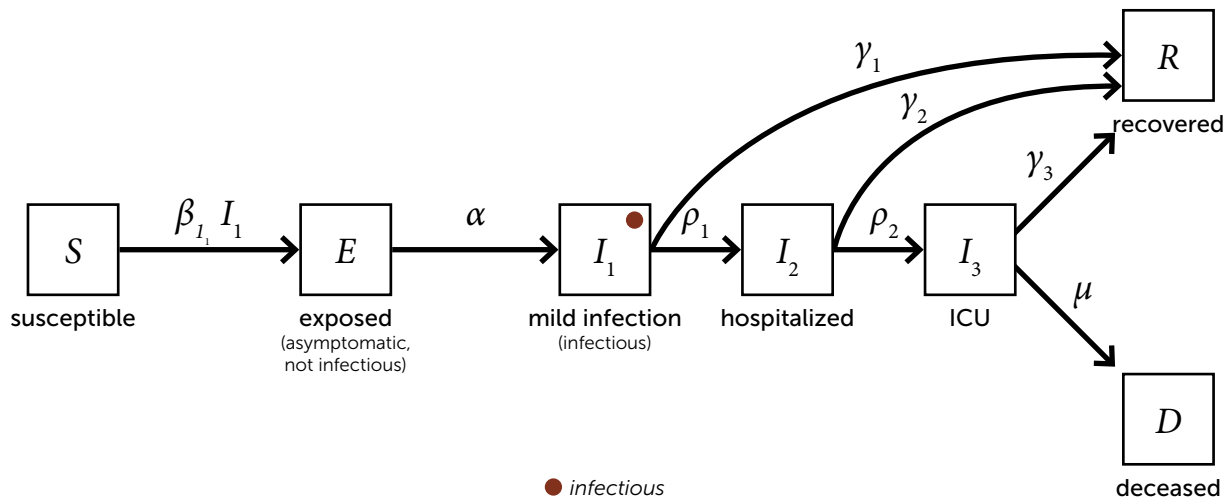 γ₁
R
γ₂
recovered
γ₃
β_I₁ I₁
α
ρ₁
ρ₂
S
E
I₁
I₂
I₃
μ
susceptible
exposed
(asymptomatic,
not infectious)
mild infection
(infectious)
hospitalized
ICU
D
deceased
infectious